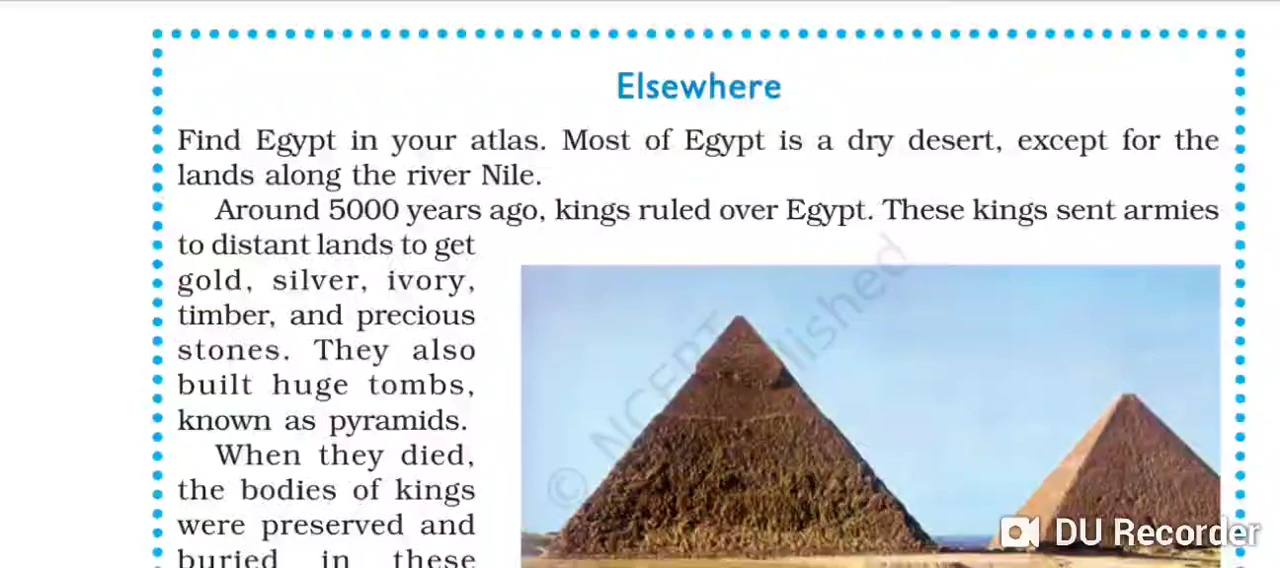 Elsewhere
Find Egypt in your atlas. Most of Egypt is a dry desert, except for the
lands along the river Nile.
Around 5000 years ago, kings ruled over Egypt. These kings sent armies
to distant lands to get
gold, silver, ivory,
timber, and precious
stones. They also
built huge tombs,
known as pyramids.
When they died,
the bodies of kings
were preserved and
buried in these
© NCERT
lished
DU Recorder